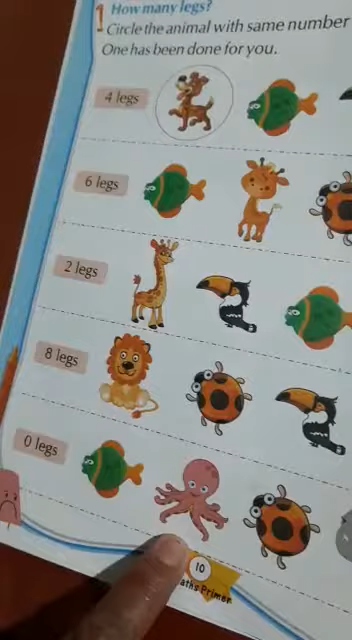 1 How many legs?
Circle the animal with same number
One has been done for you.
4 legs
6 legs
2 legs
8 legs
0 legs
10
aths Primer